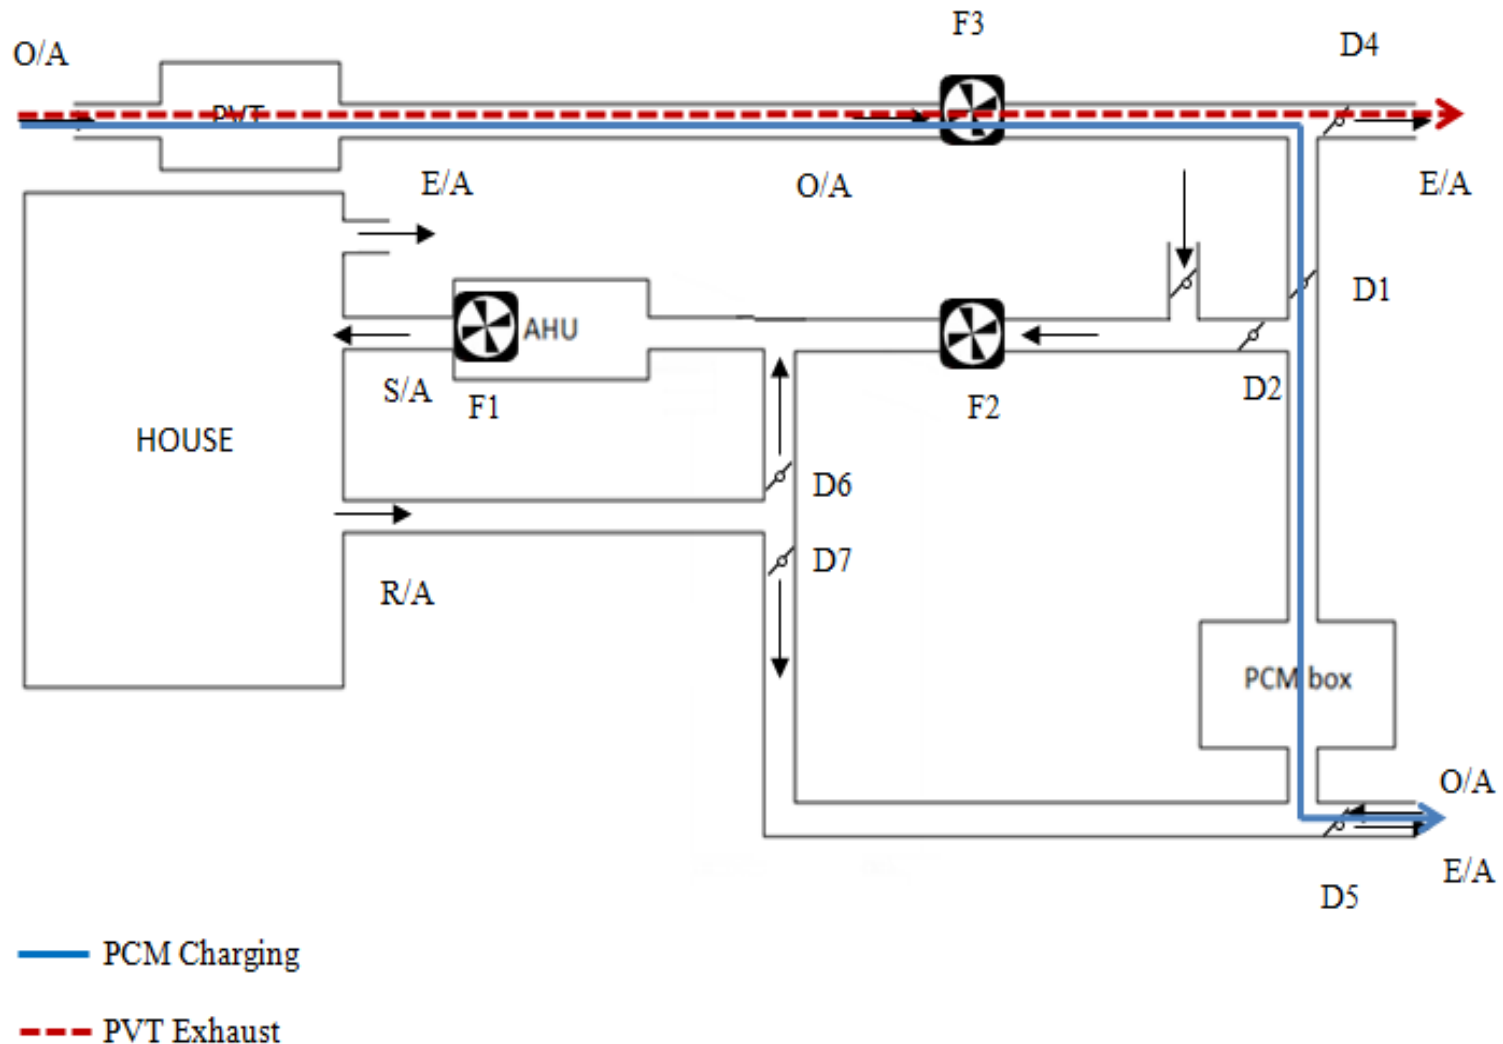 F3
D4
O/A
PVT
E/A
O/A
E/A
D1
AHU
S/A
F1
F2
D2
HOUSE
D6
D7
R/A
PCM box
O/A
E/A
D5
PCM Charging
PVT Exhaust